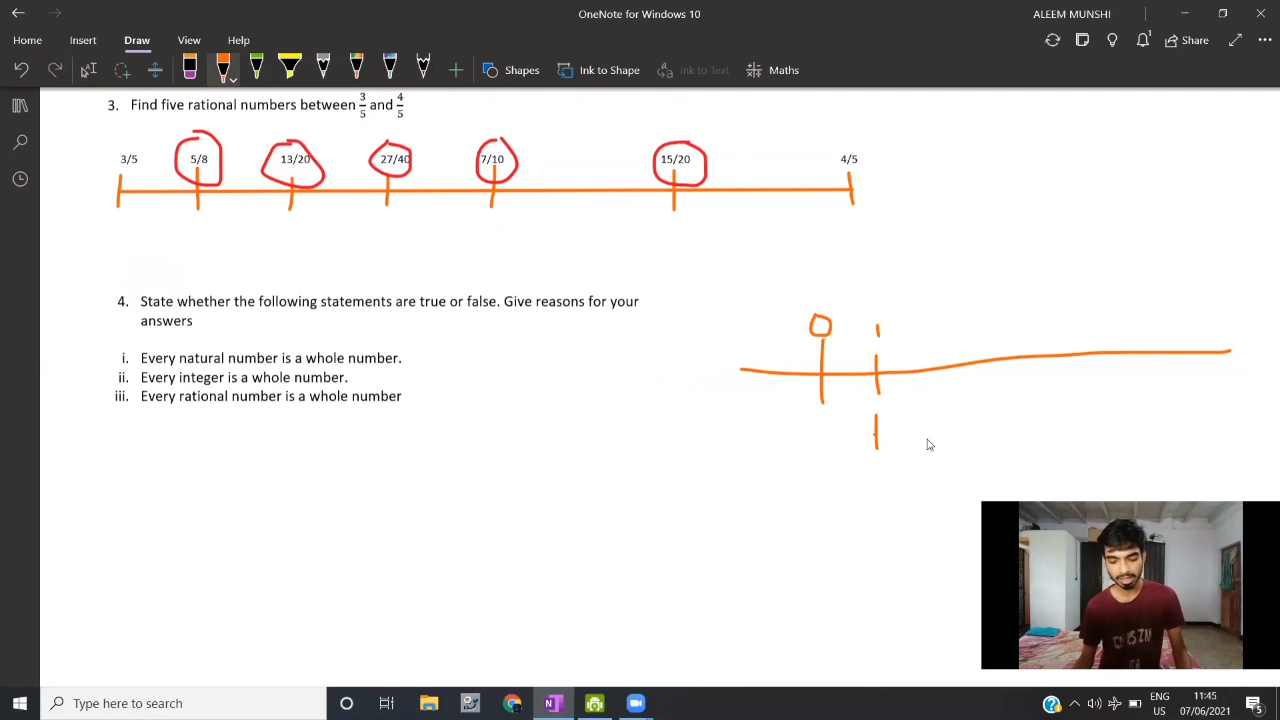 OneNote for Windows 10
ALEEM MUNSHI
Home Insert Draw View Help
Share
Shapes Ink to Shape Ink to Text Maths
3. Find five rational numbers between 3/5 and 4/5
3/5 5/8 13/20 27/40 7/10 15/20 4/5
4. State whether the following statements are true or false. Give reasons for your
answers
i. Every natural number is a whole number.
ii. Every integer is a whole number.
iii. Every rational number is a whole number
0
1
Type here to search
ENG
US
11:45
07/06/2021
5